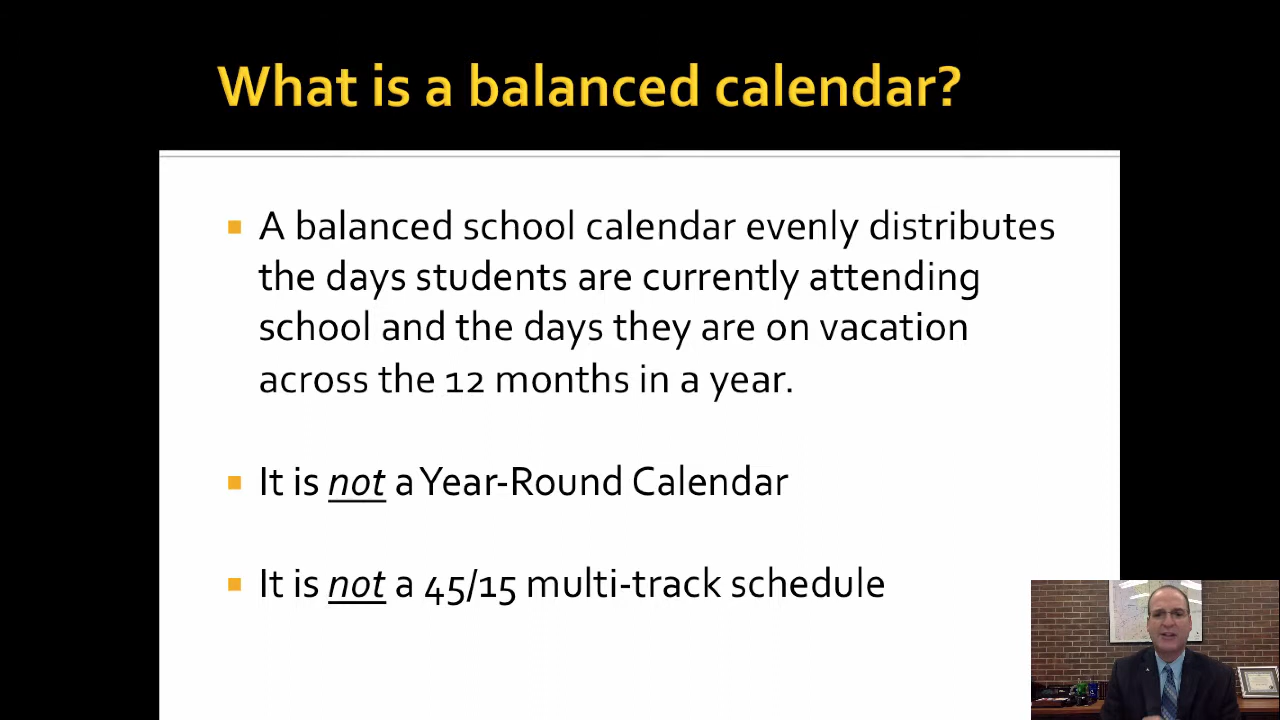 What is a balanced calendar?
A balanced school calendar evenly distributes
the days students are currently attending
school and the days they are on vacation
across the 12 months in a year.
It is not a Year-Round Calendar
It is not a 45/15 multi-track schedule